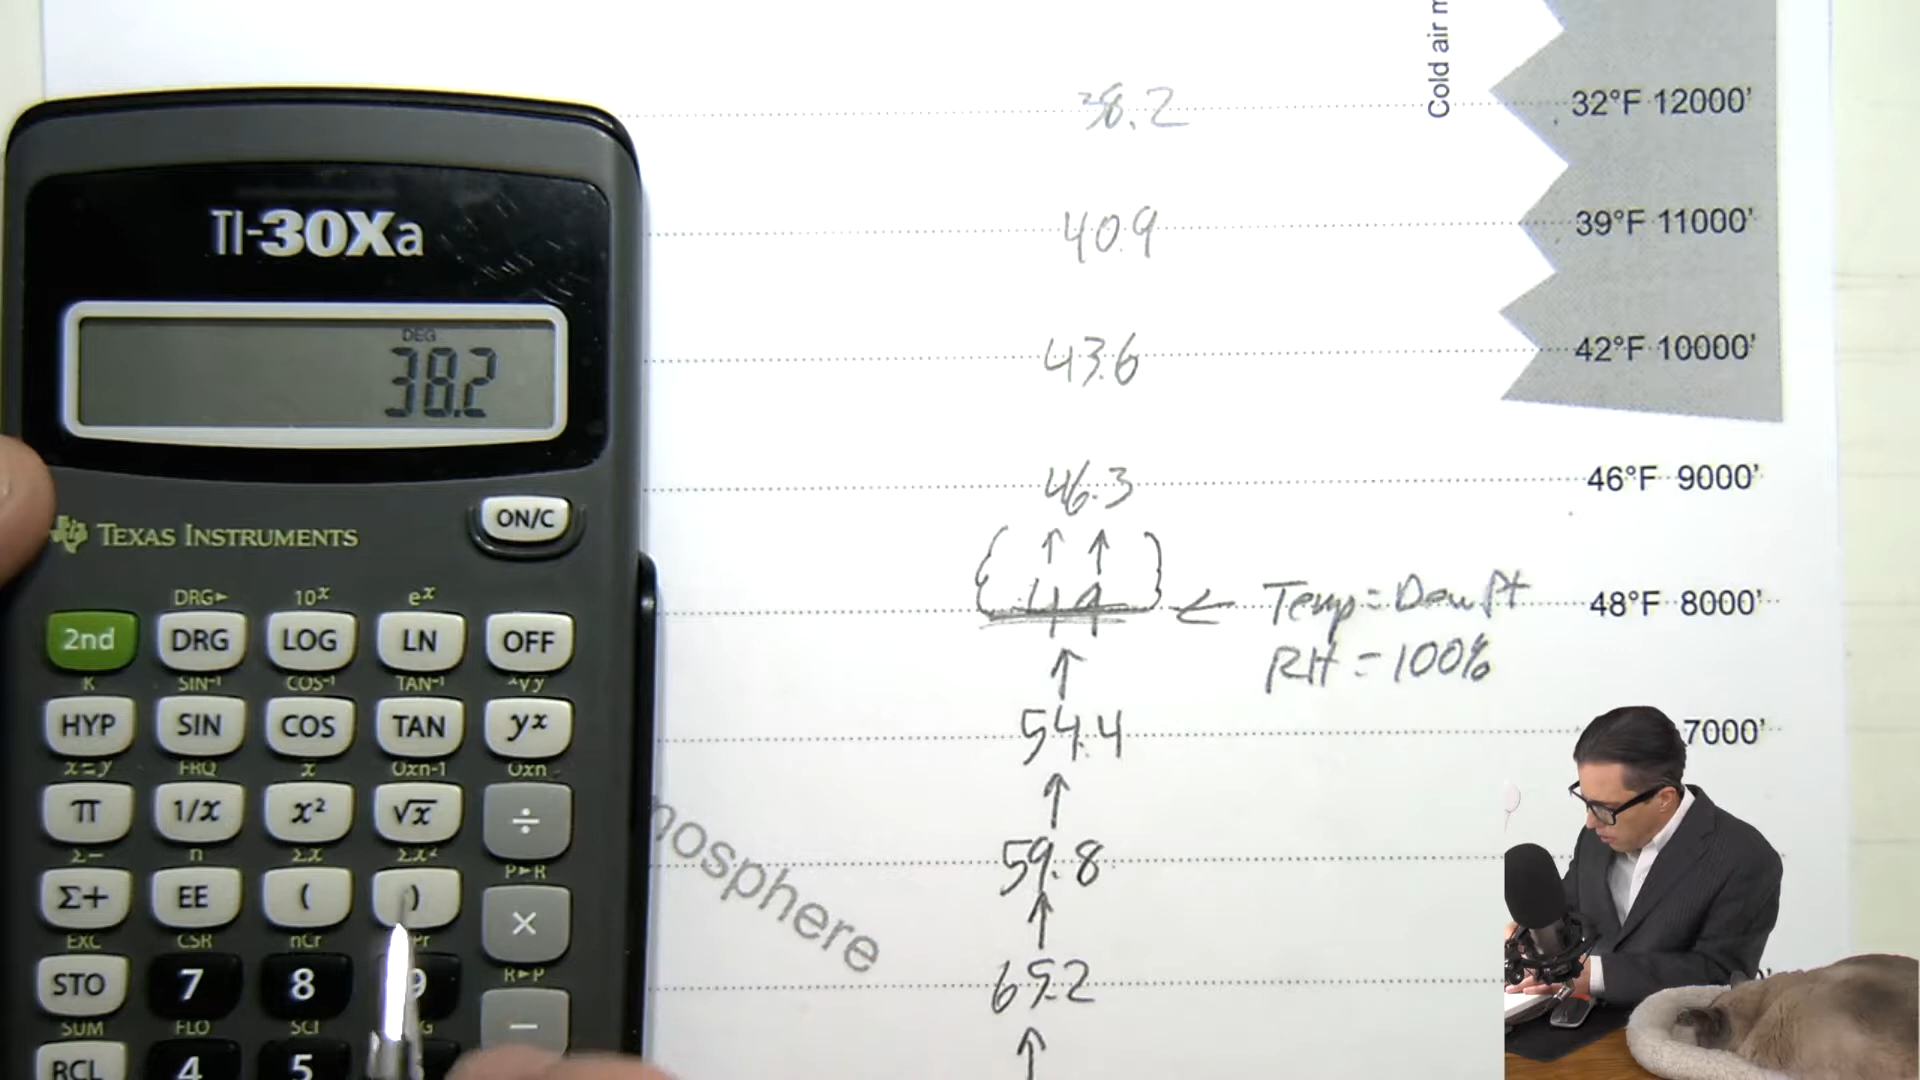 Cold air m
38.2
32°F 12000'
40.9
39°F 11000'
43.6
42°F 10000'
46.3
46°F 9000'
49
Temp=Dew Pt
48°F 8000'
RH = 100%
54.4
7000'
59.8
nosphere
65.2
TI-30Xa
DEG
38.2
TEXAS INSTRUMENTS
ON/C
DRG► 10ˣ eˣ
2nd DRG LOG LN OFF
K SIN⁻¹ COS⁻¹ TAN⁻¹ ˣ√y
HYP SIN COS TAN yˣ
FRQ
π 1/x x² √x ÷
Σ− n Σx Σx² P►R
Σ+ EE ( ) ×
EXC CSR nCr Pr R►P
STO 7 8 9 −
SUM FLO SCI G
RCL 4 5